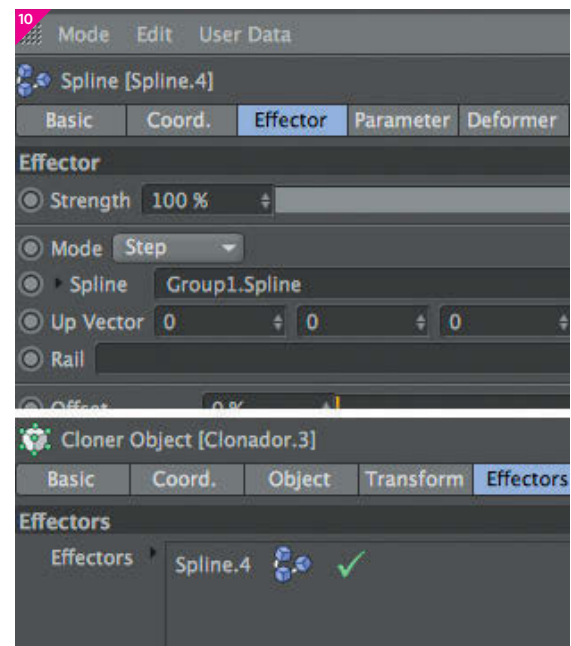 10
Mode Edit User Data
Spline [Spline.4]
Basic Coord. Effector Parameter Deformer
Effector
Strength 100 %
Mode Step
Spline Group1.Spline
Up Vector 0 0 0
Rail
Offset 0 %
Cloner Object [Clonador.3]
Basic Coord. Object Transform Effectors
Effectors
Effectors Spline.4